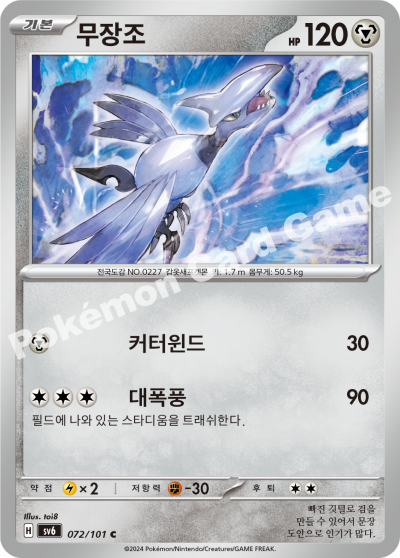 기본 무장조 HP 120
전국도감 NO.0227 갑옷새포켓몬 키: 1.7 m 몸무게: 50.5 kg
Pokémon Card Game
커터윈드 30
대폭풍 90
필드에 나와 있는 스타디움을 트래쉬한다.
약점 ×2 저항력 -30 후퇴
Illus. toi8
H sv6 072/101 C
빠진 깃털로 검을
만들 수 있어서 문장
도안으로 인기가 많다.
©2024 Pokémon/Nintendo/Creatures/GAME FREAK.